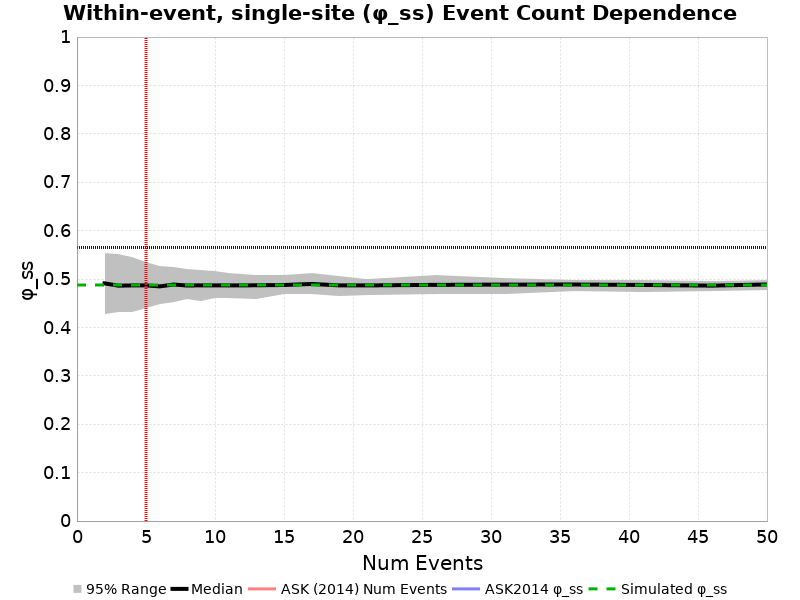 Within-event, single-site (φ_ss) Event Count Dependence
1
0.9
0.8
0.7
0.6
0.5
0.4
0.3
0.2
0.1
0
φ_ss
0 5 10 15 20 25 30 35 40 45 50
Num Events
95% Range Median ASK (2014) Num Events ASK2014 φ_ss Simulated φ_ss